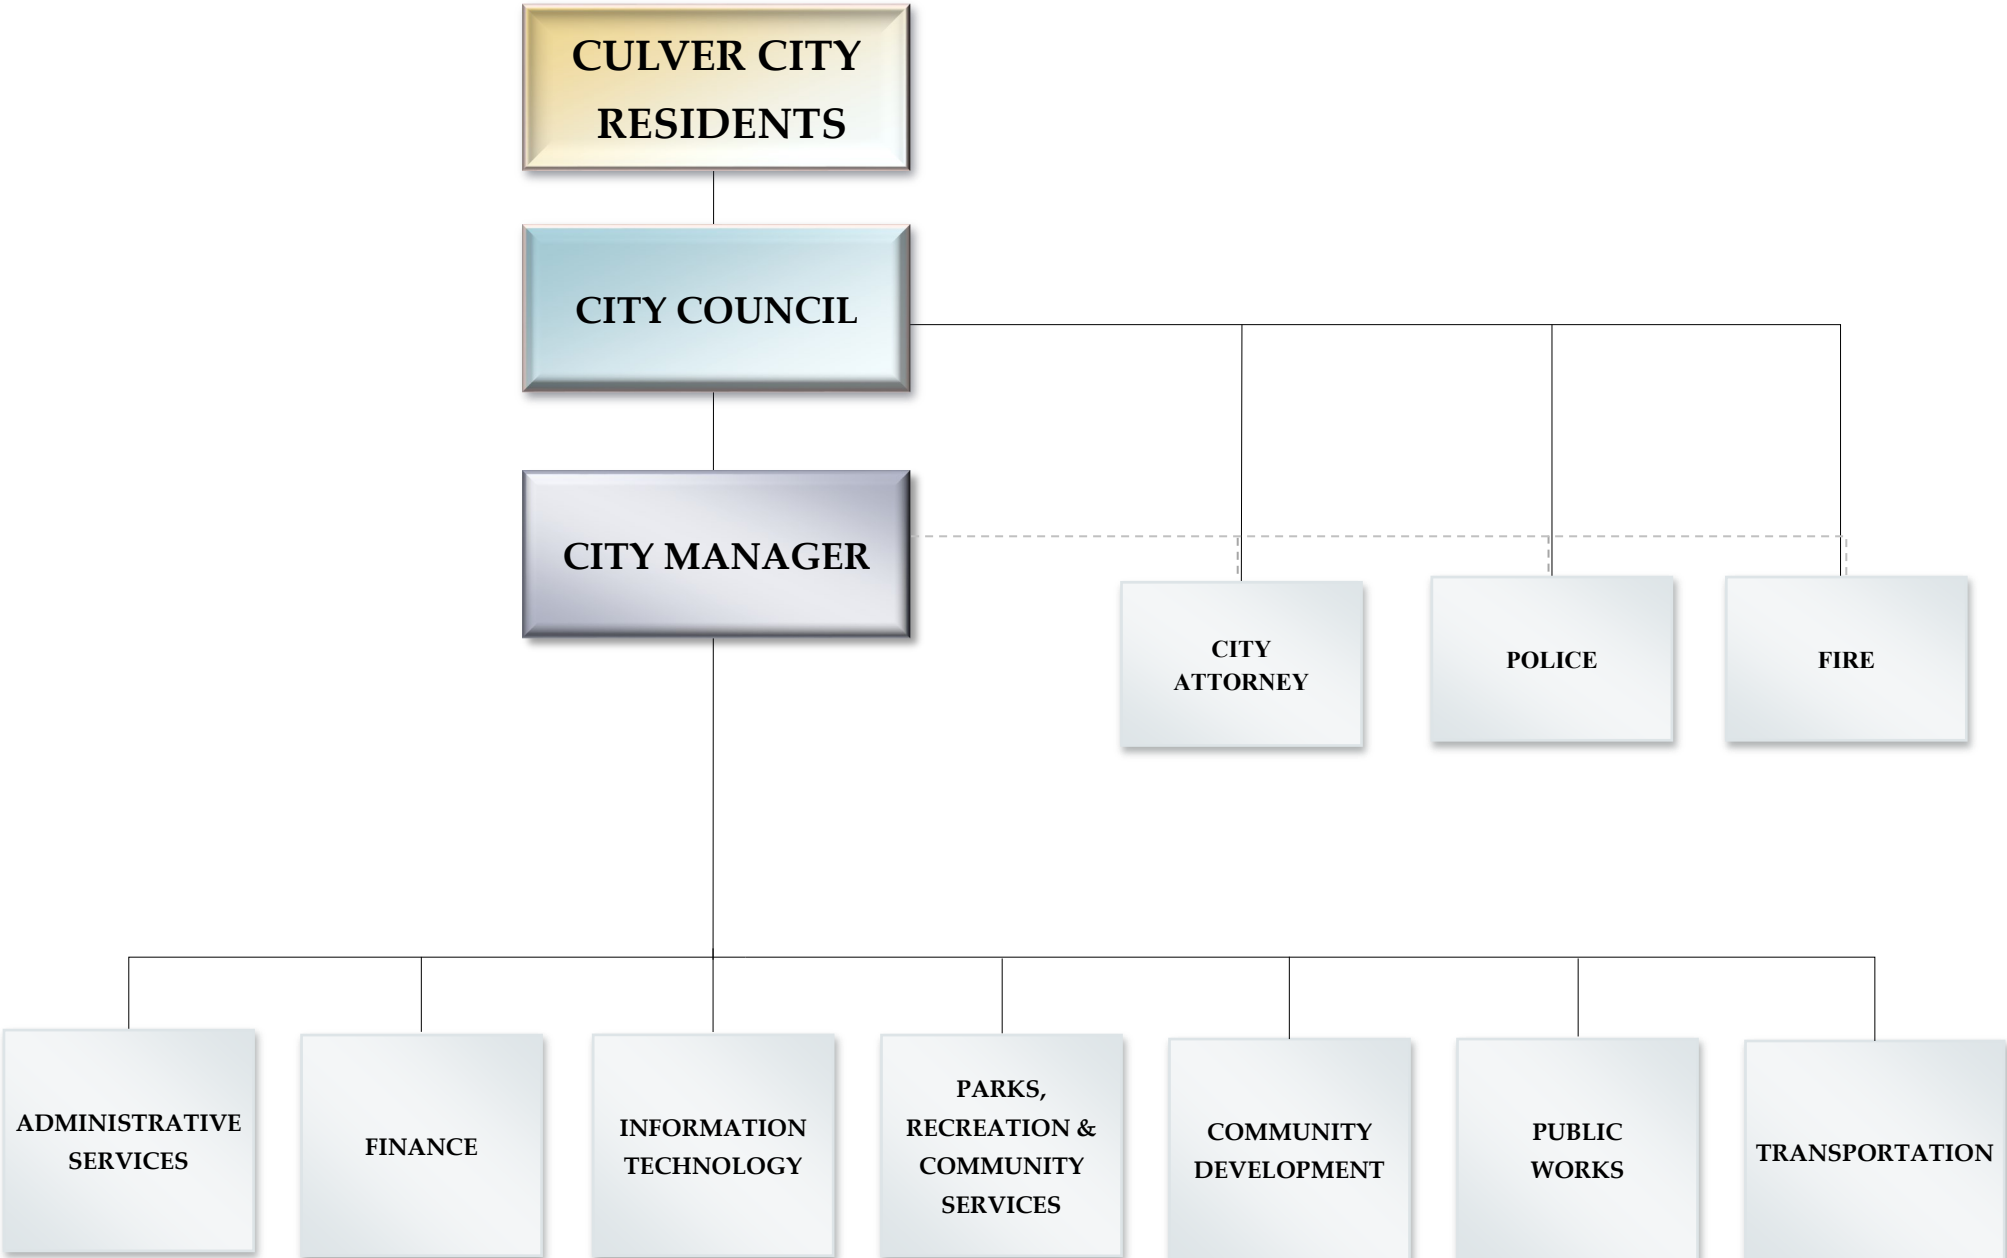 CULVER CITY
RESIDENTS
CITY COUNCIL
CITY MANAGER
CITY
ATTORNEY
POLICE
FIRE
ADMINISTRATIVE
SERVICES
FINANCE
INFORMATION
TECHNOLOGY
PARKS,
RECREATION &
COMMUNITY
SERVICES
COMMUNITY
DEVELOPMENT
PUBLIC
WORKS
TRANSPORTATION